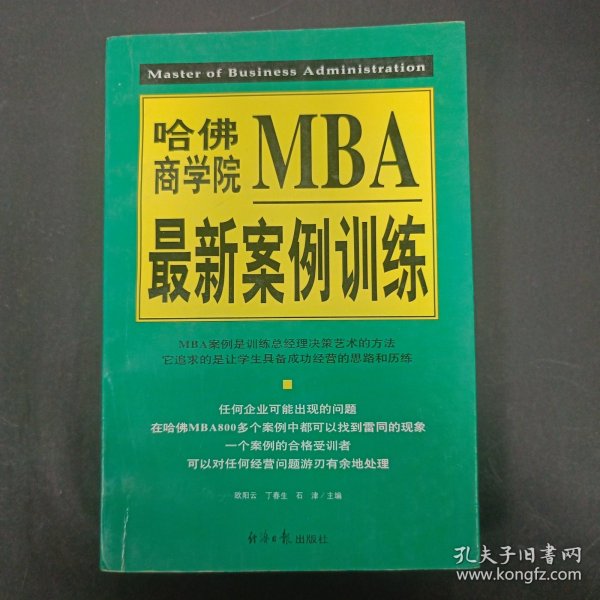 Master of Business Administration
哈佛
商学院
MBA
最新案例训练
MBA案例是训练总经理决策艺术的方法
它追求的是让学生具备成功经营的思路和历练
任何企业可能出现的问题
在哈佛MBA800多个案例中都可以找到雷同的现象
一个案例的合格受训者
可以对任何经营问题游刃有余地处理
欧阳云 丁春生 石津/主编
经济日报出版社
孔夫子旧书网
www.kongfz.com